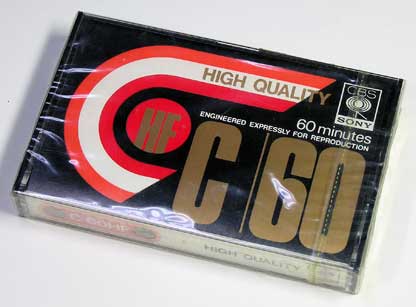 HIGH QUALITY
CBS
SONY
HF
60 minutes
ENGINEERED EXPRESSLY FOR REPRODUCTION
C/60
C 60HF
HIGH QUALITY